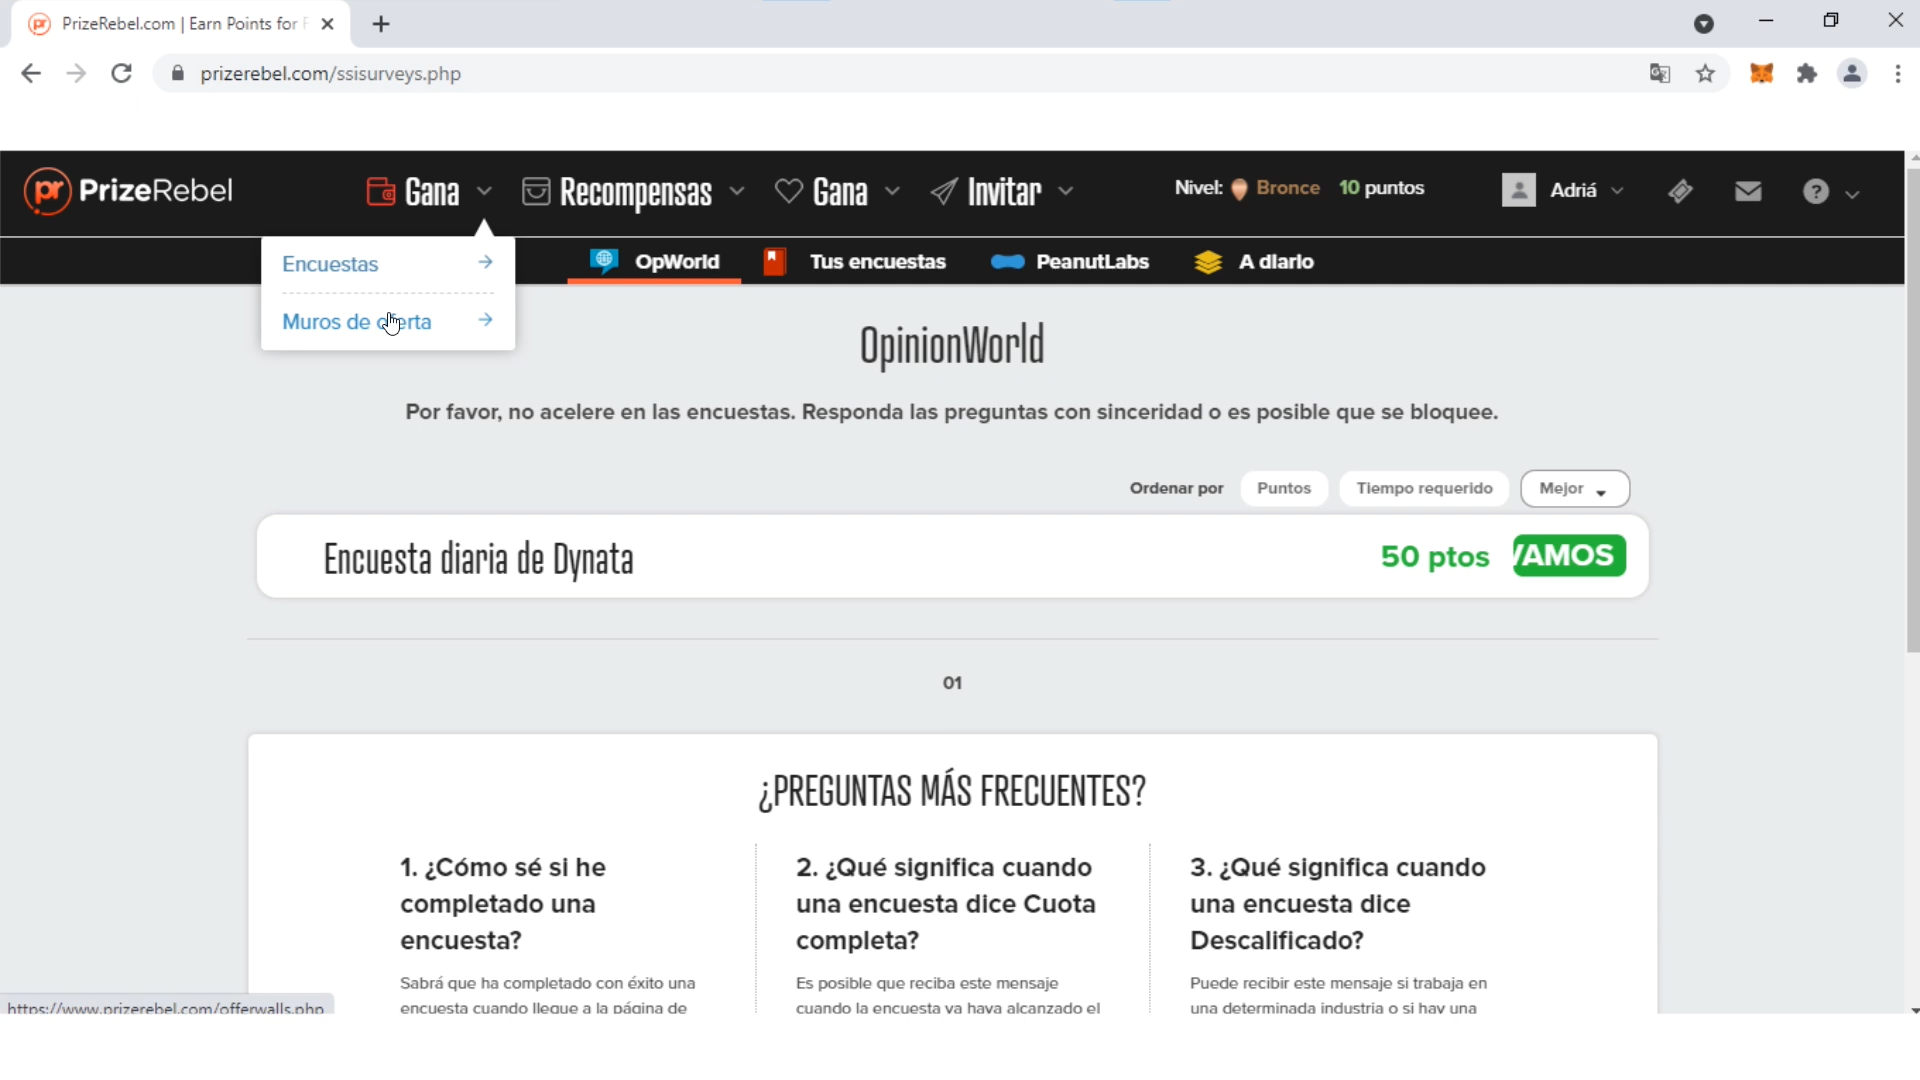 PrizeRebel.com | Earn Points for F
prizerebel.com/ssisurveys.php
pr PrizeRebel
Gana
Recompensas
Gana
Invitar
Nivel: Bronce 10 puntos
Adriá
?
Encuestas
Muros de oferta
OpWorld
Tus encuestas
PeanutLabs
A diario
OpinionWorld
Por favor, no acelere en las encuestas. Responda las preguntas con sinceridad o es posible que se bloquee.
Ordenar por
Puntos
Tiempo requerido
Mejor
Encuesta diaria de Dynata
50 ptos
VAMOS
01
¿PREGUNTAS MÁS FRECUENTES?
1. ¿Cómo sé si he
completado una
encuesta?
Sabrá que ha completado con éxito una
encuesta cuando llegue a la página de
2. ¿Qué significa cuando
una encuesta dice Cuota
completa?
Es posible que reciba este mensaje
cuando la encuesta ya haya alcanzado el
3. ¿Qué significa cuando
una encuesta dice
Descalificado?
Puede recibir este mensaje si trabaja en
una determinada industria o si hay una
https://www.prizerebel.com/offerwalls.php